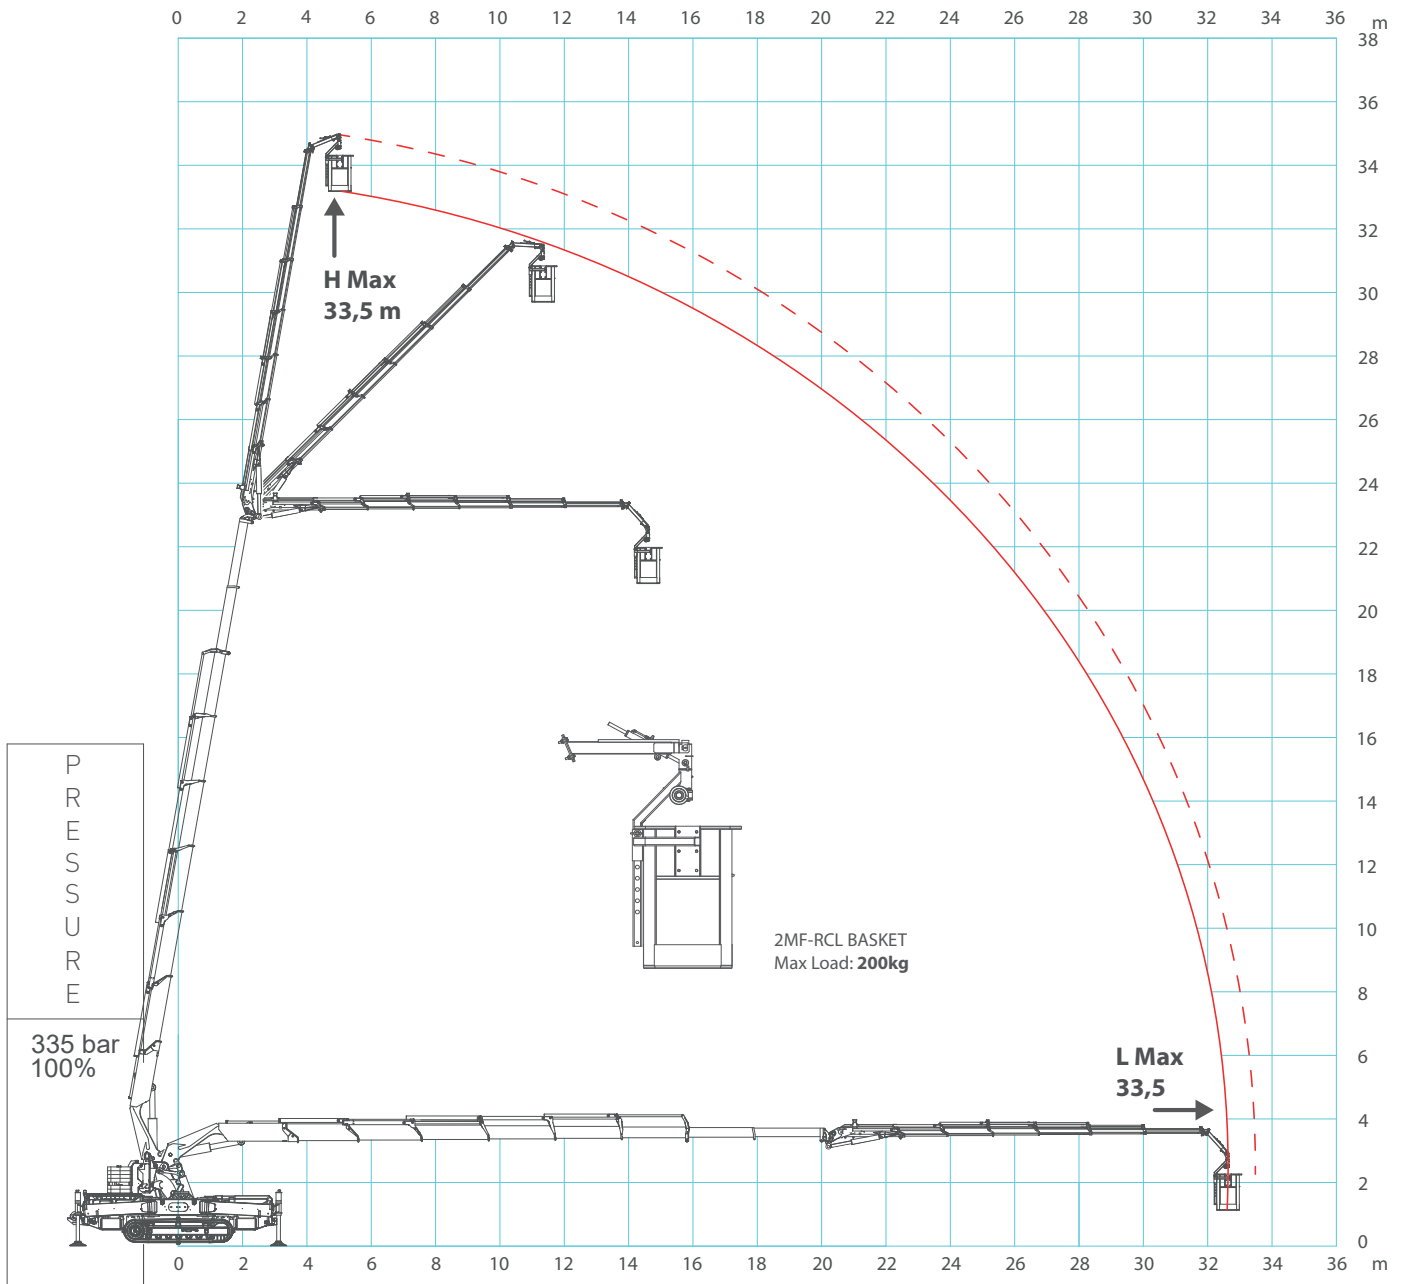 0 2 4 6 8 10 12 14 16 18 20 22 24 26 28 30 32 34 36 m
38
36
34
32
H Max
33,5 m
30
28
26
24
22
20
18
16
P
R
E
S
S
U
R
E
14
12
2MF-RCL BASKET
Max Load: 200kg
10
8
335 bar
100%
6
L Max
33,5
4
2
0
0 2 4 6 8 10 12 14 16 18 20 22 24 26 28 30 32 34 36 m